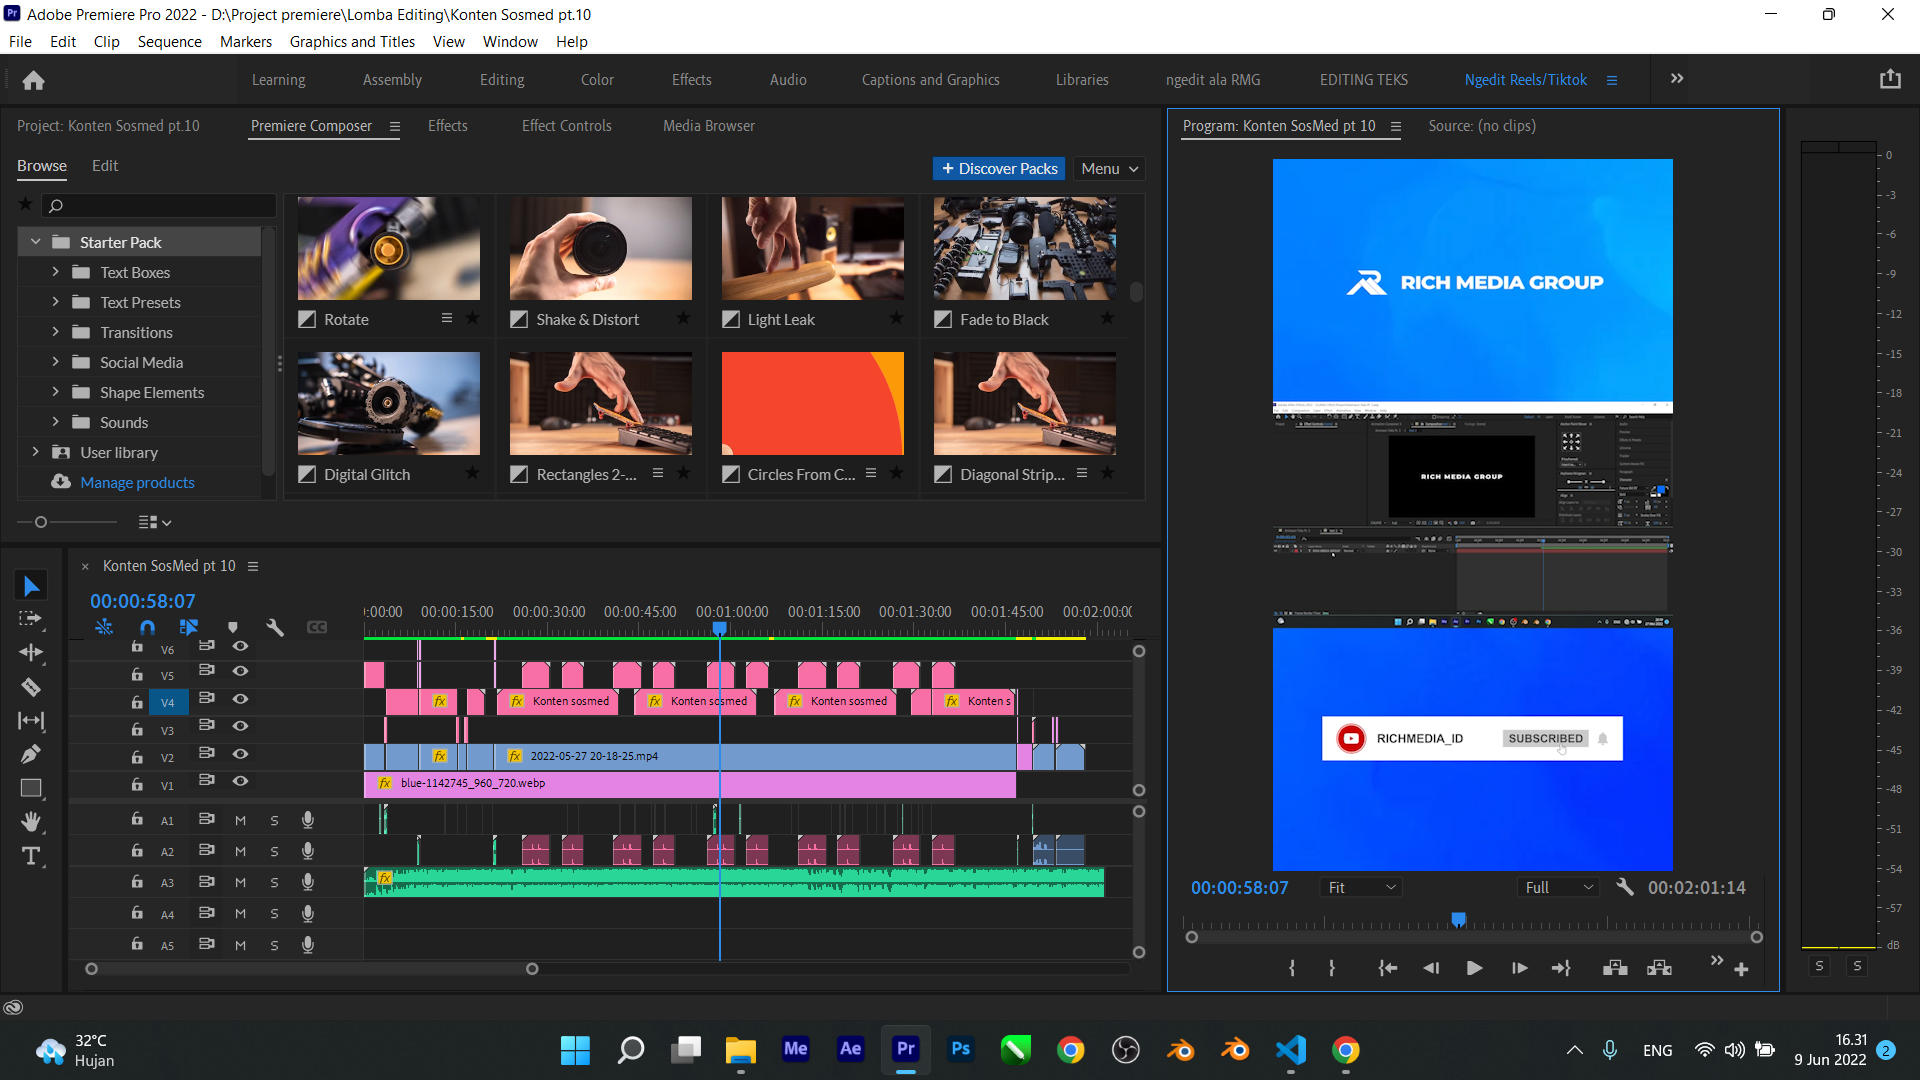 Adobe Premiere Pro 2022 - D:\Project premiere\Lomba Editing\Konten Sosmed pt.10
File Edit Clip Sequence Markers Graphics and Titles View Window Help
Learning Assembly Editing Color Effects Audio Captions and Graphics Libraries ngedit ala RMG EDITING TEKS Ngedit Reels/Tiktok
Project: Konten Sosmed pt.10 Premiere Composer Effects Effect Controls Media Browser
Program: Konten SosMed pt 10 Source: (no clips)
Browse Edit
+ Discover Packs Menu
Starter Pack
Text Boxes
Text Presets
Transitions
Social Media
Shape Elements
Sounds
User library
Manage products
Rotate Shake & Distort Light Leak Fade to Black
Digital Glitch Rectangles 2-... Circles From C... Diagonal Strip...
RICH MEDIA GROUP
RICH MEDIA GROUP
RICHMEDIA_ID SUBSCRIBED
00:00:58:07 Fit Full 00:02:01:14
0
-3
-6
-9
-12
-15
-18
-21
-24
-27
-30
-33
-36
-39
-42
-45
-48
-51
-54
-57
dB
S S
Konten SosMed pt 10
00:00:58:07
:00:00 00:00:15:00 00:00:30:00 00:00:45:00 00:01:00:00 00:01:15:00 00:01:30:00 00:01:45:00 00:02:00:00
CC
V6
V5
V4 fx fx Konten sosmed fx Konten sosmed fx Konten sosmed fx Konten s
V3
V2 fx fx 2022-05-27 20-18-25.mp4
V1 fx blue-1142745_960_720.webp
A1 M S
A2 M S
A3 M S fx
A4 M S
A5 M S
32°C
Hujan
Me Ae Pr Ps
ENG
16.31
9 Jun 2022
2